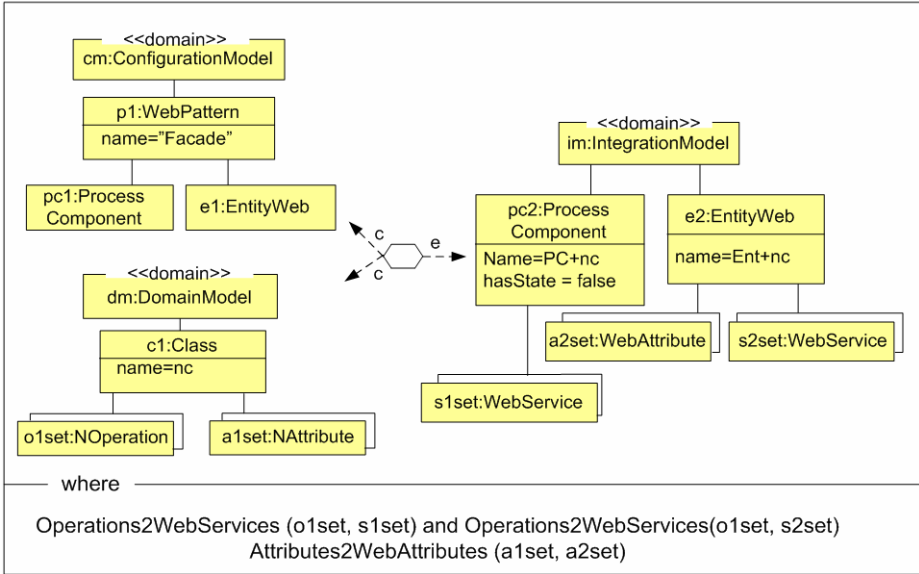 <<domain>>
cm:ConfigurationModel
p1:WebPattern
name="Facade"
pc1:Process
Component
e1:EntityWeb
<<domain>>
dm:DomainModel
c1:Class
name=nc
o1set:NOperation
a1set:NAttribute
c
c
e
<<domain>>
im:IntegrationModel
pc2:Process
Component
Name=PC+nc
hasState = false
e2:EntityWeb
name=Ent+nc
a2set:WebAttribute
s2set:WebService
s1set:WebService
where
Operations2WebServices (o1set, s1set) and Operations2WebServices(o1set, s2set)
Attributes2WebAttributes (a1set, a2set)